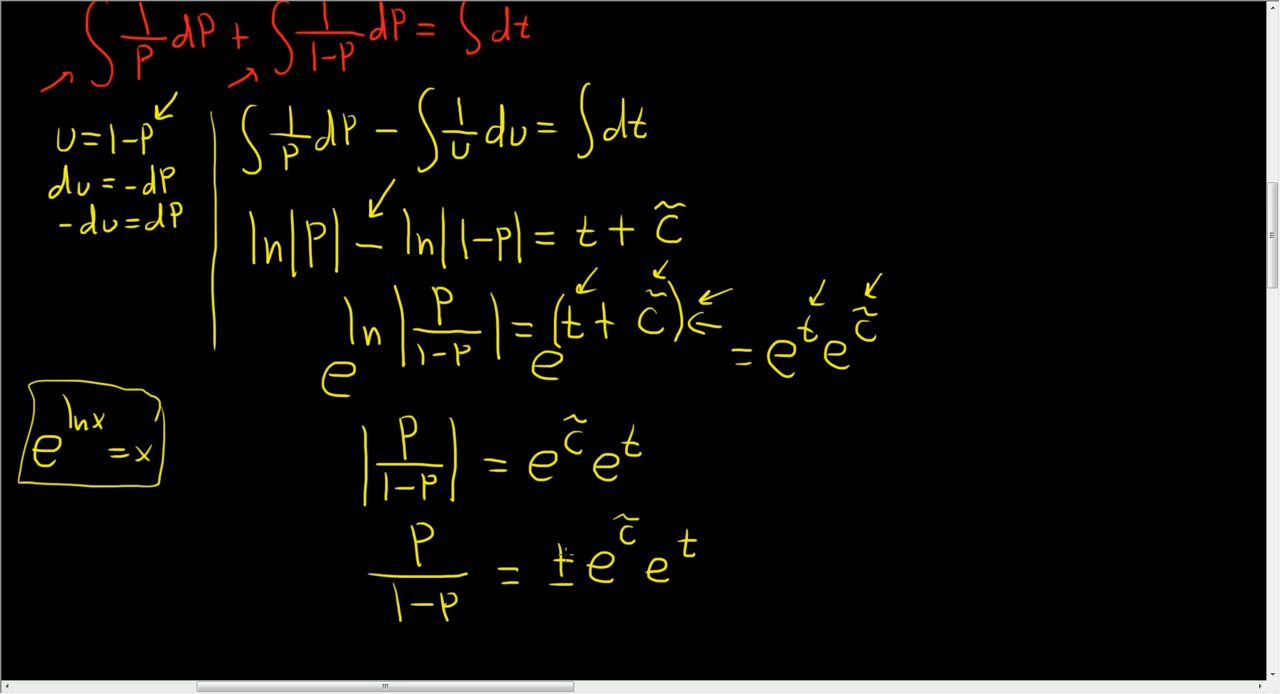 ∫ 1/P dP + ∫ 1/(1-P) dP = ∫ dt
u = 1-P
du = -dP
-du = dP
∫ 1/P dP - ∫ 1/u du = ∫ dt
ln|P| - ln|1-P| = t + c̃
e^(ln|P/(1-P)|) = e^(t + c̃) = e^t e^c̃
e^(lnx) = x
|P/(1-P)| = e^c̃ e^t
P/(1-P) = ± e^c̃ e^t